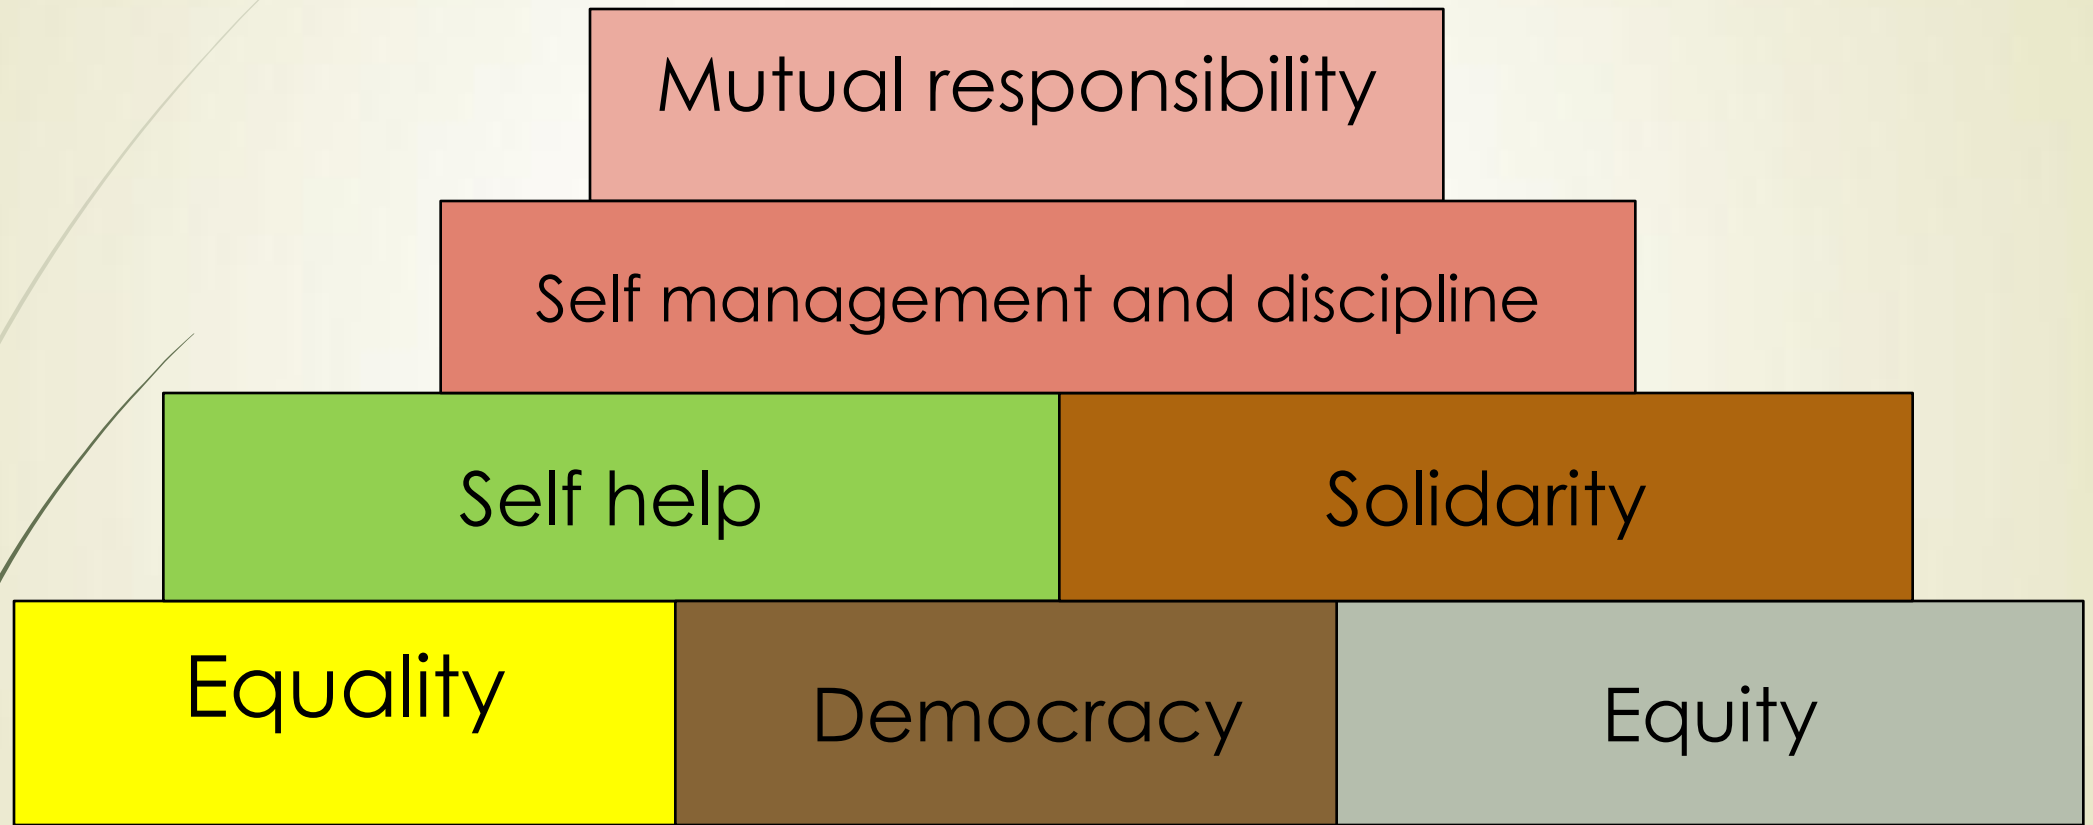 Mutual responsibility
Self management and discipline
Self help
Solidarity
Equality
Democracy
Equity